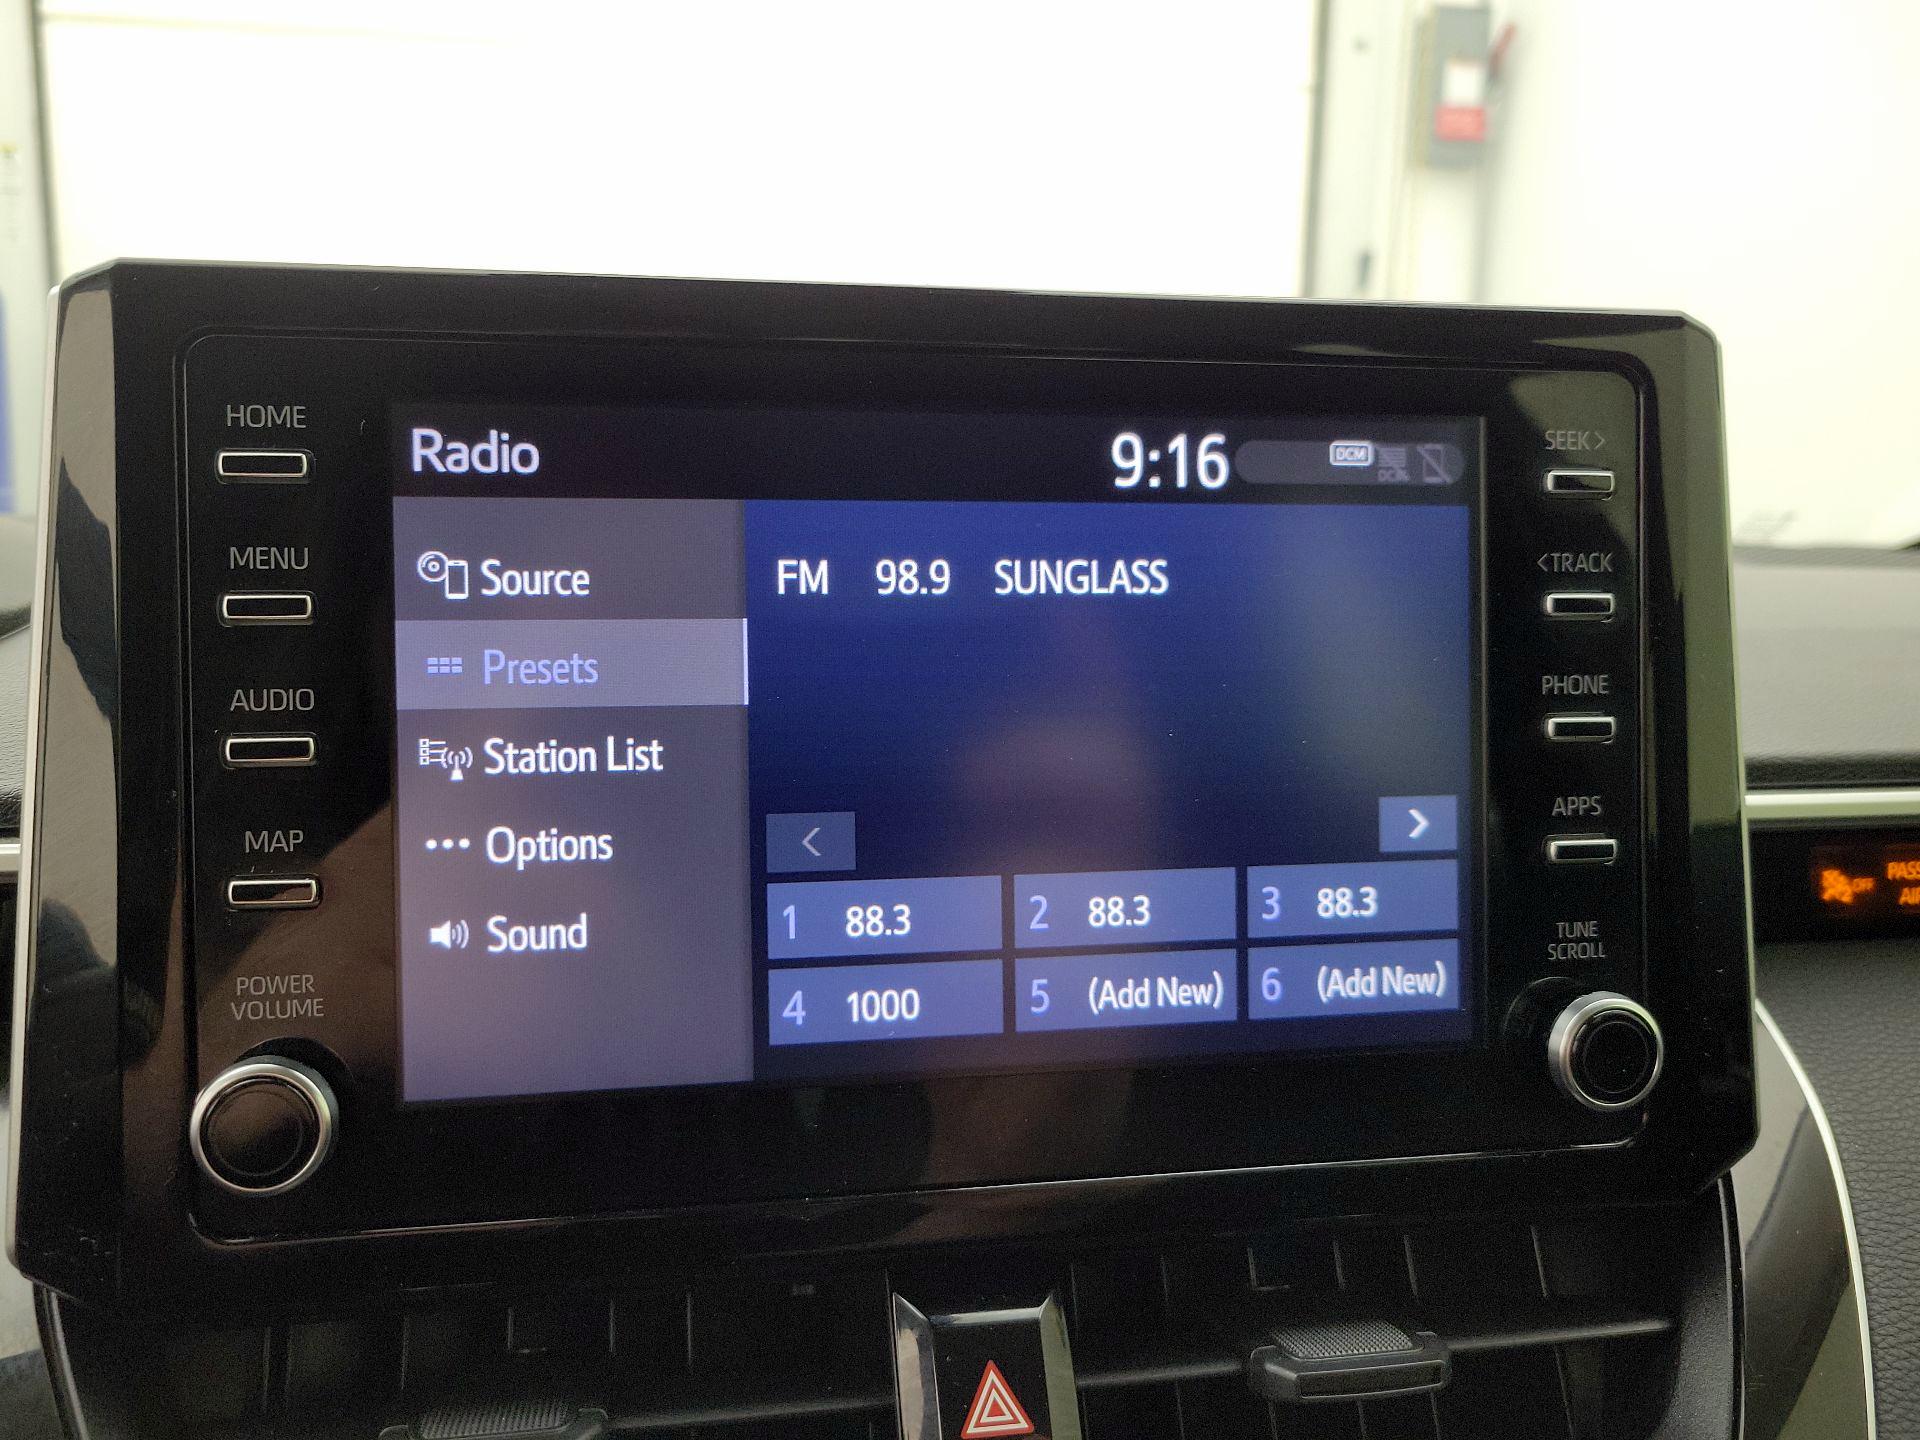 HOME
MENU
AUDIO
MAP
POWER
VOLUME
Radio
9:16
DCM
Source
Presets
Station List
Options
Sound
FM 98.9 SUNGLASS
<
>
1 88.3
2 88.3
3 88.3
4 1000
5 (Add New)
6 (Add New)
SEEK>
<TRACK
PHONE
APPS
TUNE
SCROLL
OFF